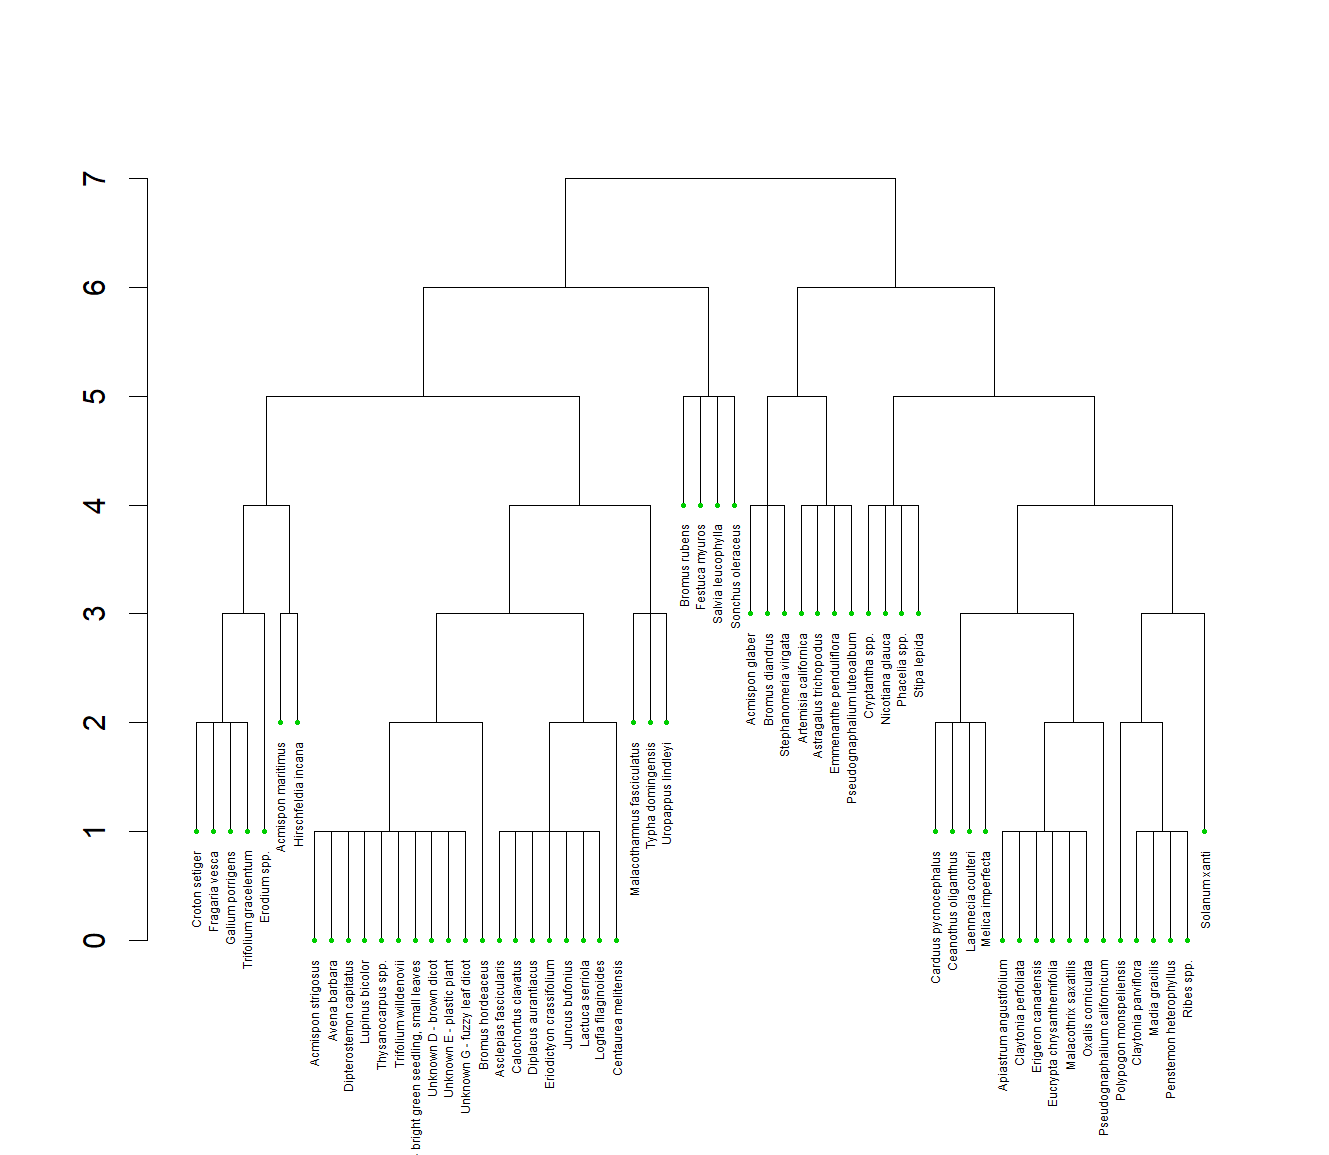 7
6
5
4
3
2
1
0
Croton setiger
Fragaria vesca
Galium porrigens
Trifolium gracelentum
Erodium spp.
Acmispon maritimus
Hirschfeldia incana
Acmispon strigosus
Avena barbara
Dipterostemon capitatus
Lupinus bicolor
Thysanocarpus spp.
Trifolium willdenovii
bright green seedling, small leaves
Unknown D - brown dicot
Unknown E - plastic plant
Unknown G - fuzzy leaf dicot
Bromus hordeaceus
Asclepias fascicularis
Calochortus clavatus
Diplacus aurantiacus
Eriodictyon crassifolium
Juncus bufonius
Lactuca serriola
Logfia filaginoides
Centaurea melitensis
Malacothamnus fasciculatus
Typha domingensis
Uropappus lindleyi
Bromus rubens
Festuca myuros
Salvia leucophylla
Sonchus oleraceus
Acmispon glaber
Bromus diandrus
Stephanomeria virgata
Artemisia californica
Astragalus trichopodus
Emmenanthe penduliflora
Pseudognaphalium luteoalbum
Cryptantha spp.
Nicotiana glauca
Phacelia spp.
Stipa lepida
Carduus pycnocephalus
Ceanothus oliganthus
Laennecia coulteri
Melica imperfecta
Apiastrum angustifolium
Claytonia perfoliata
Erigeron canadensis
Eucrypta chrysanthemifolia
Malacothrix saxatilis
Oxalis corniculata
Pseudognaphalium californicum
Polypogon monspeliensis
Claytonia parviflora
Madia gracilis
Penstemon heterophyllus
Ribes spp.
Solanum xanti